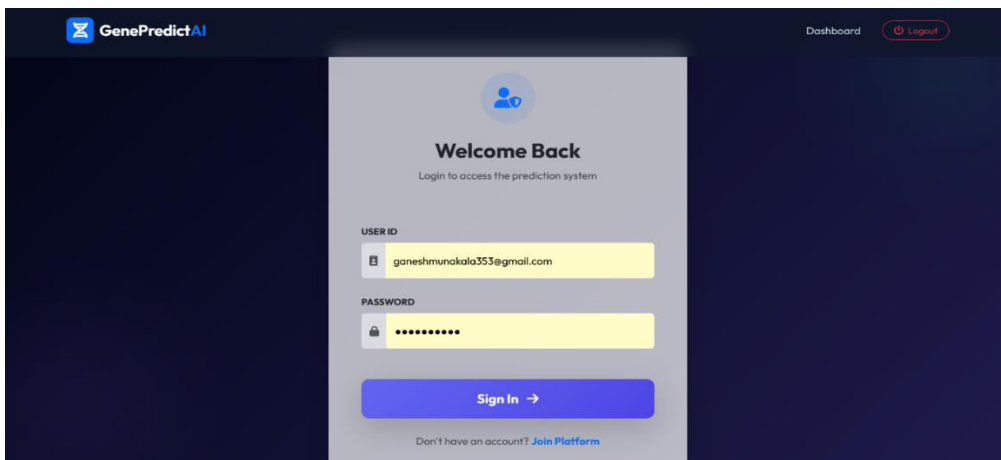 GenePredictAI
Dashboard
Logout
Welcome Back
Login to access the prediction system
USER ID
ganeshmunakala353@gmail.com
PASSWORD
••••••••••
Sign In →
Don't have an account? Join Platform